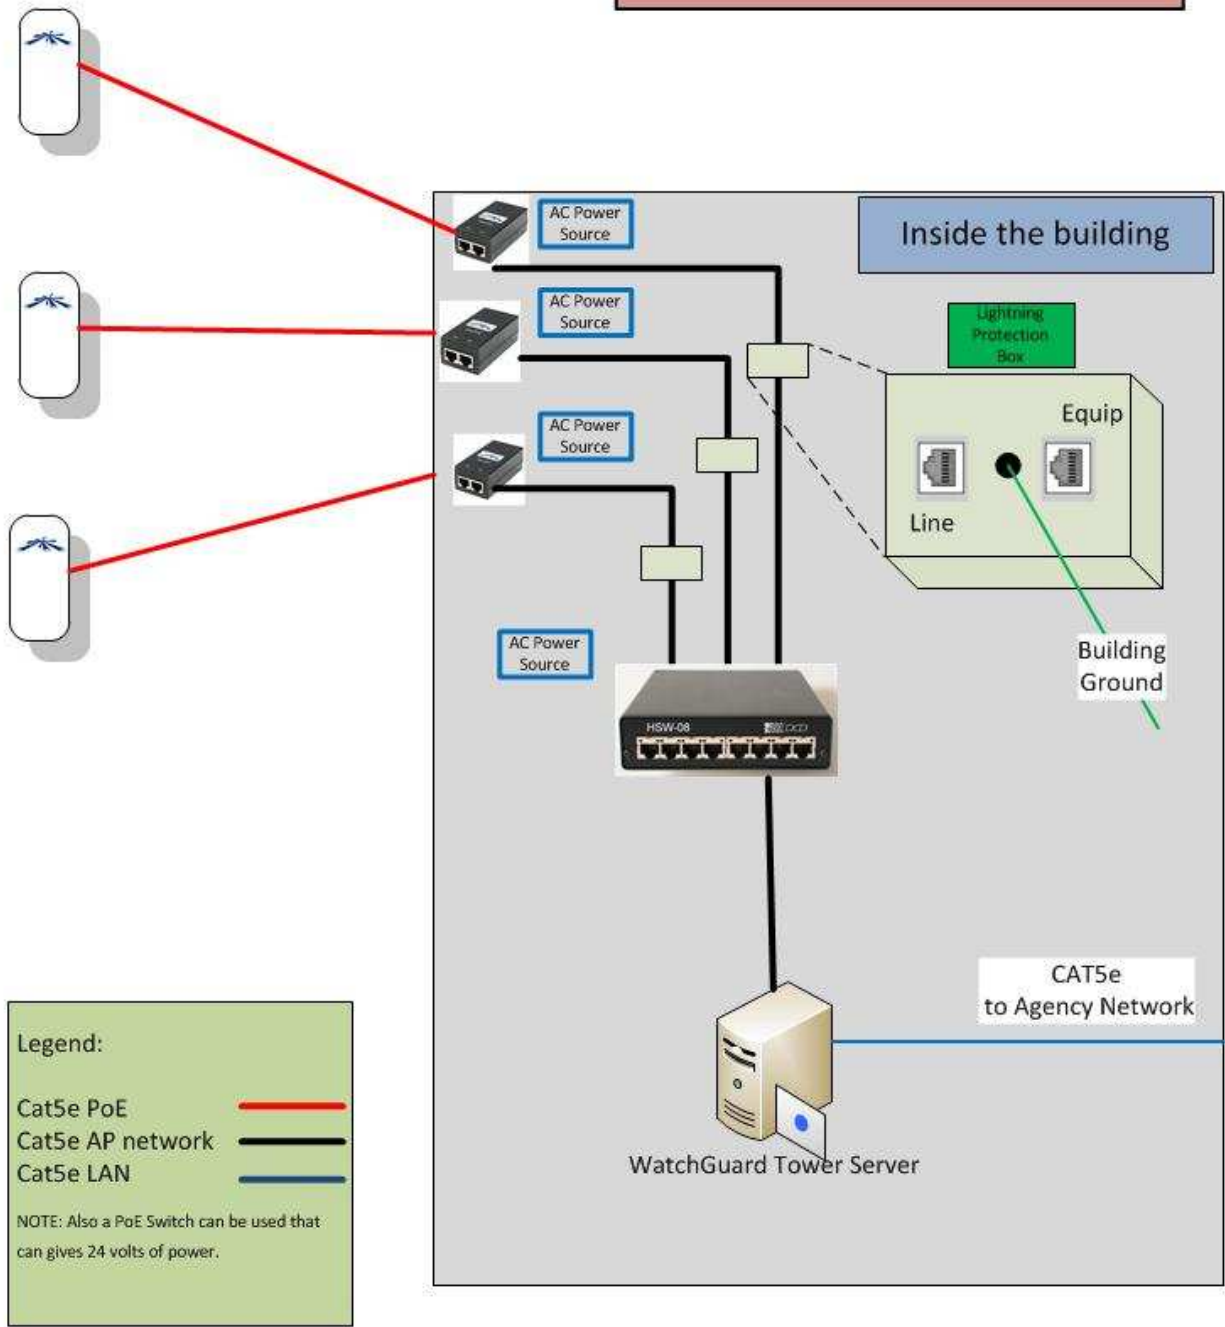 AC Power
Source
Inside the building
AC Power
Source
Lightning
Protection
Box
AC Power
Source
Equip
Line
AC Power
Source
Building
Ground
HSW-08
CAT5e
to Agency Network
WatchGuard Tower Server
Legend:
Cat5e PoE
Cat5e AP network
Cat5e LAN
NOTE: Also a PoE Switch can be used that
can gives 24 volts of power.